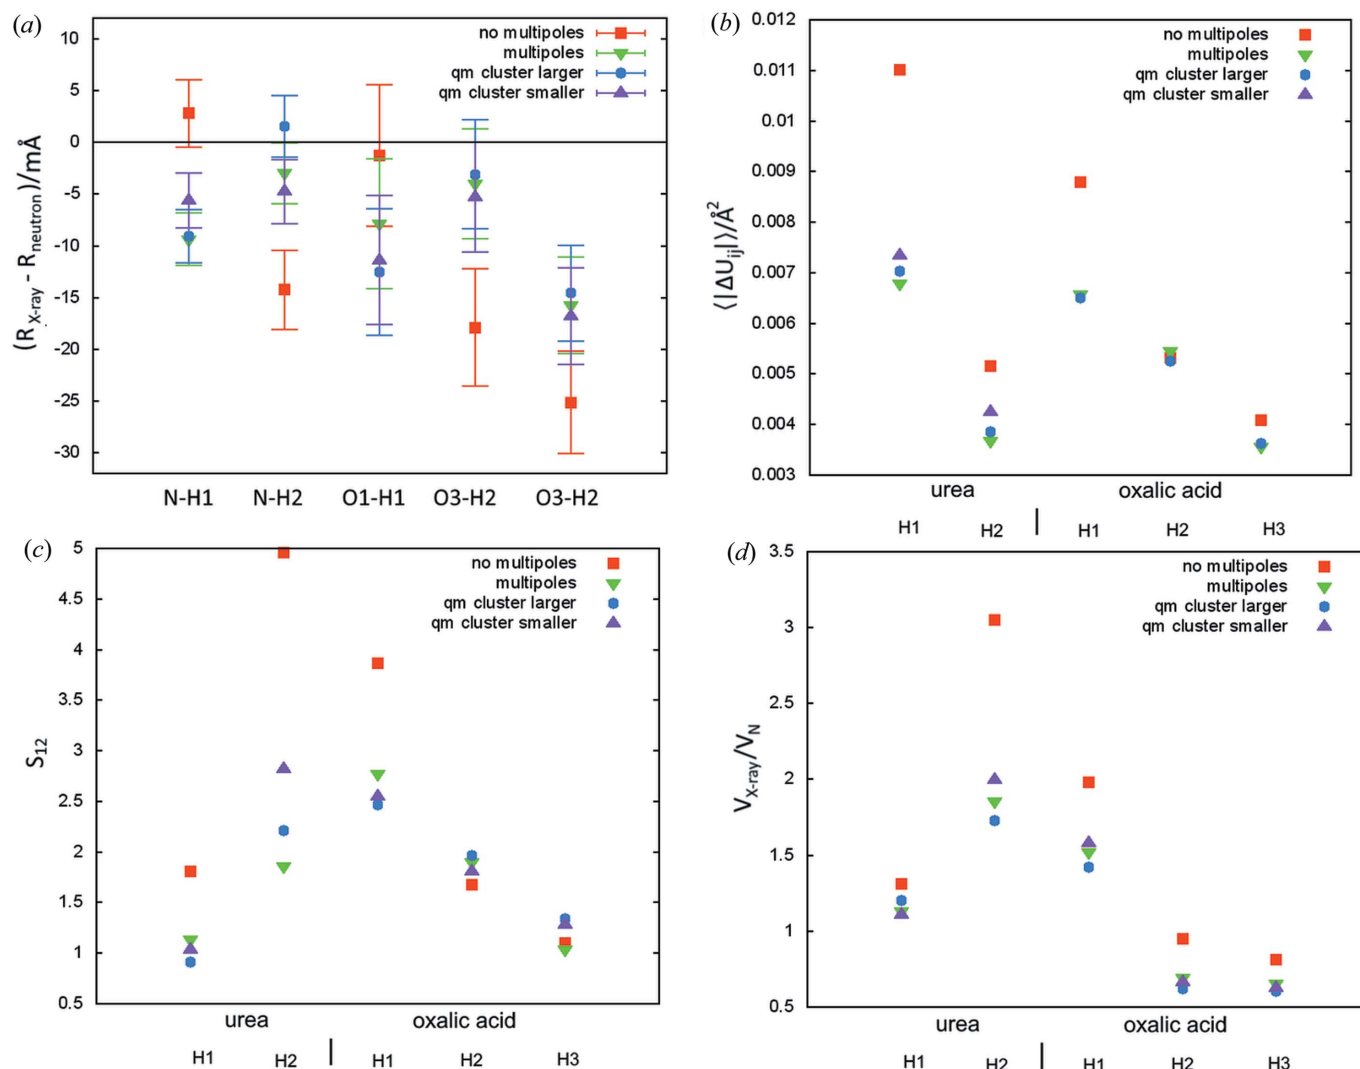 (a)
10
5
0
-5
-10
-15
-20
-25
-30
(R X-ray - R neutron)/mÅ
no multipoles
multipoles
qm cluster larger
qm cluster smaller
N-H1 N-H2 O1-H1 O3-H2 O3-H2
(b)
0.012
0.011
0.01
0.009
0.008
0.007
0.006
0.005
0.004
0.003
⟨|ΔU ij|⟩/Å²
no multipoles
multipoles
qm cluster larger
qm cluster smaller
urea oxalic acid
H1 H2 | H1 H2 H3
(c)
5
4.5
4
3.5
3
2.5
2
1.5
1
0.5
S12
no multipoles
multipoles
qm cluster larger
qm cluster smaller
urea oxalic acid
H1 H2 | H1 H2 H3
(d)
3.5
3
2.5
2
1.5
1
0.5
V X-ray/V N
no multipoles
multipoles
qm cluster larger
qm cluster smaller
urea oxalic acid
H1 H2 | H1 H2 H3